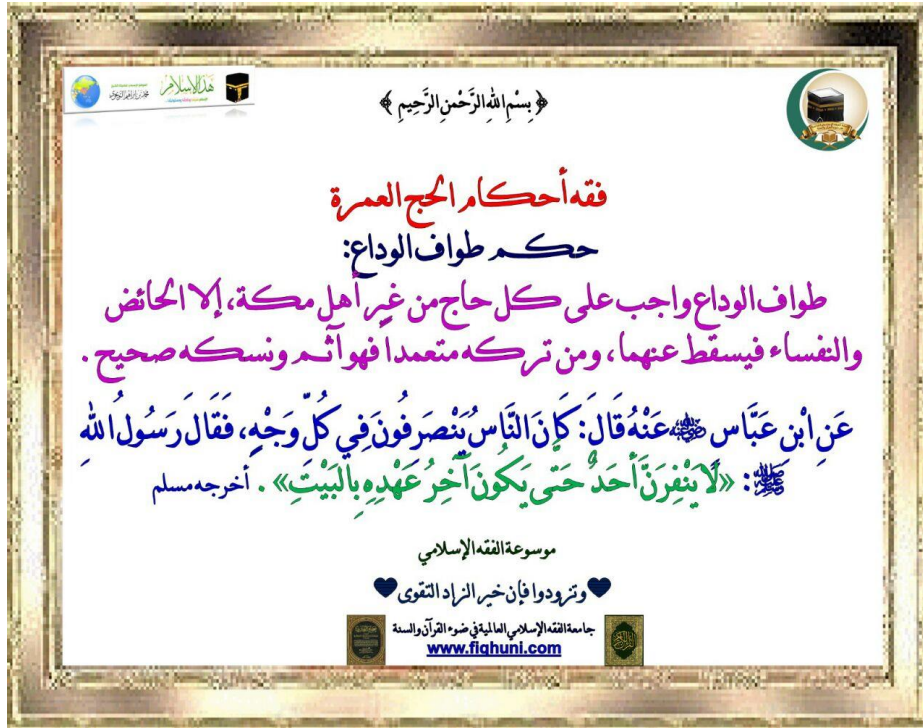 هذا الإسلام
﴿ بِسْمِ اللهِ الرَّحْمنِ الرَّحِيمِ ﴾
فقه أحكام الحج العمرة
حكم طواف الوداع:
طواف الوداع واجب على كل حاج من غير أهل مكة، إلا الحائض
والنفساء فيسقط عنهما، ومن تركه متعمدا فهو آثم ونسكه صحيح.
عَنِ ابْنِ عَبَّاسٍ رضي الله عَنْهُ قَالَ: كَانَ النَّاسُ يَنْصَرِفُونَ فِي كُلِّ وَجْهٍ، فَقَالَ رَسُولُ اللهِ
ﷺ: «لَا يَنْفِرَنَّ أَحَدٌ حَتَّى يَكُونَ آخِرُ عَهْدِهِ بِالْبَيْتِ». أخرجه مسلم
موسوعة الفقه الإسلامي
وتزودوا فإن خير الزاد التقوى
جامعة الفقه الإسلامي العالمية في ضوء القرآن والسنة
www.fiqhuni.com